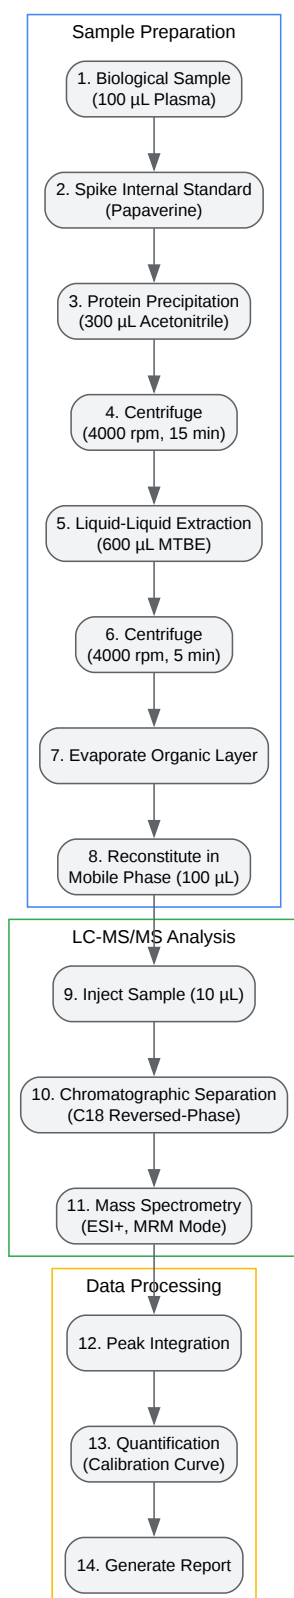 Sample Preparation
1. Biological Sample
(100 µL Plasma)
2. Spike Internal Standard
(Papaverine)
3. Protein Precipitation
(300 µL Acetonitrile)
4. Centrifuge
(4000 rpm, 15 min)
5. Liquid-Liquid Extraction
(600 µL MTBE)
6. Centrifuge
(4000 rpm, 5 min)
7. Evaporate Organic Layer
8. Reconstitute in
Mobile Phase (100 µL)
LC-MS/MS Analysis
9. Inject Sample (10 µL)
10. Chromatographic Separation
(C18 Reversed-Phase)
11. Mass Spectrometry
(ESI+, MRM Mode)
Data Processing
12. Peak Integration
13. Quantification
(Calibration Curve)
14. Generate Report